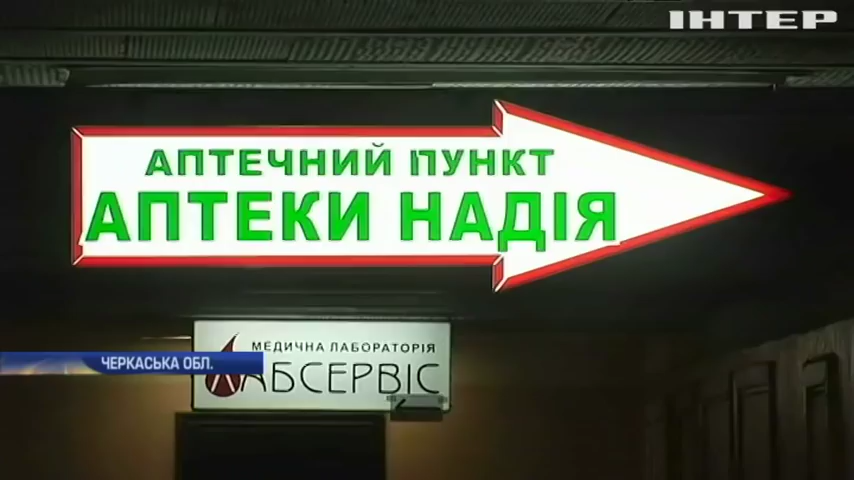 ІНТЕР
АПТЕЧНИЙ ПУНКТ
АПТЕКИ НАДІЯ
МЕДИЧНА ЛАБОРАТОРІЯ
ЛАБСЕРВІС
ЧЕРКАСЬКА ОБЛ.